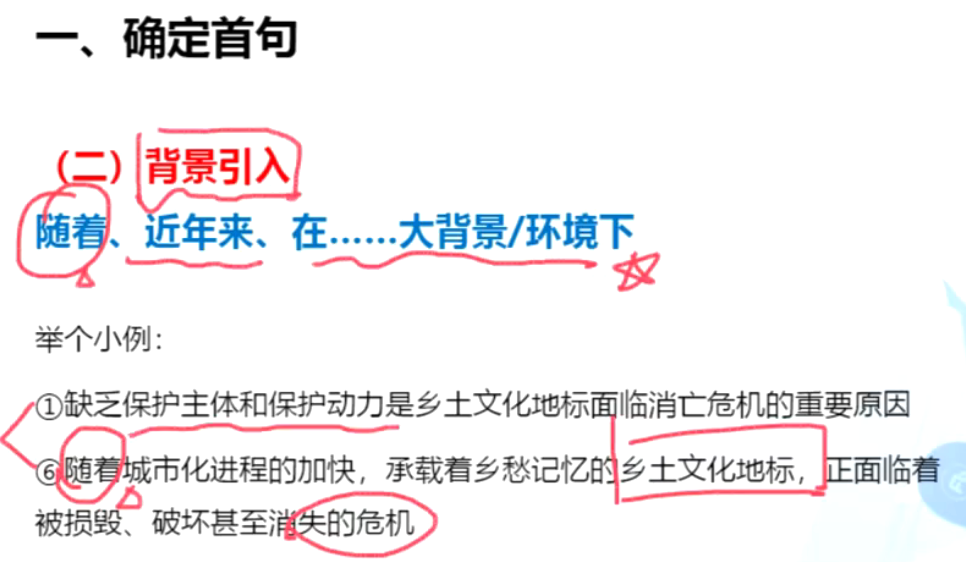 一、确定首句
（二）背景引入
随着、近年来、在……大背景/环境下
举个小例：
①缺乏保护主体和保护动力是乡土文化地标面临消亡危机的重要原因
⑥随着城市化进程的加快，承载着乡愁记忆的乡土文化地标，正面临着
被损毁、破坏甚至消失的危机